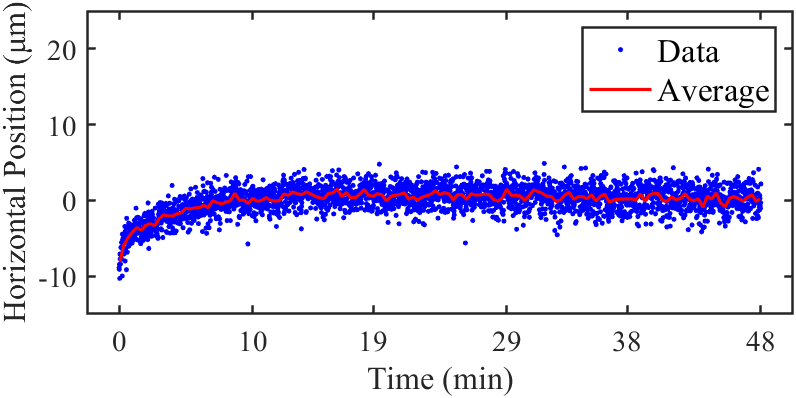 Horizontal Position (μm)
20
10
0
-10
Data
Average
0 10 19 29 38 48
Time (min)